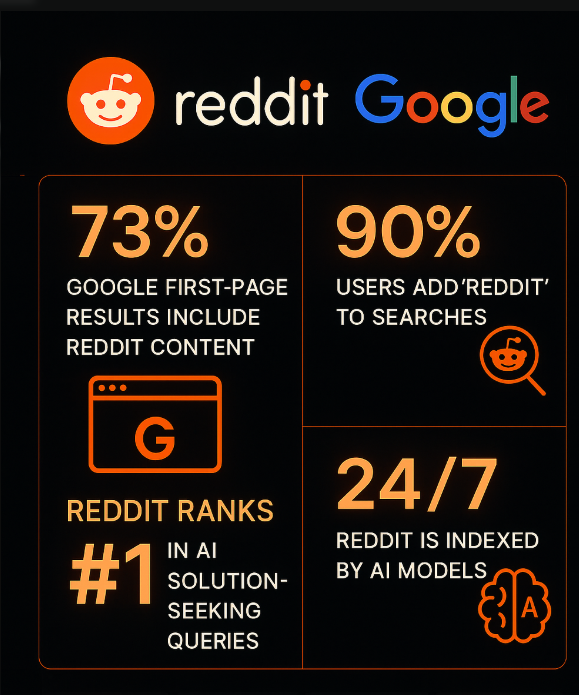 reddit Google
73%
GOOGLE FIRST-PAGE
RESULTS INCLUDE
REDDIT CONTENT
G
REDDIT RANKS
#1
IN AI
SOLUTION-
SEEKING
QUERIES
90%
USERS ADD 'REDDIT'
TO SEARCHES
24/7
REDDIT IS INDEXED
BY AI MODELS
A